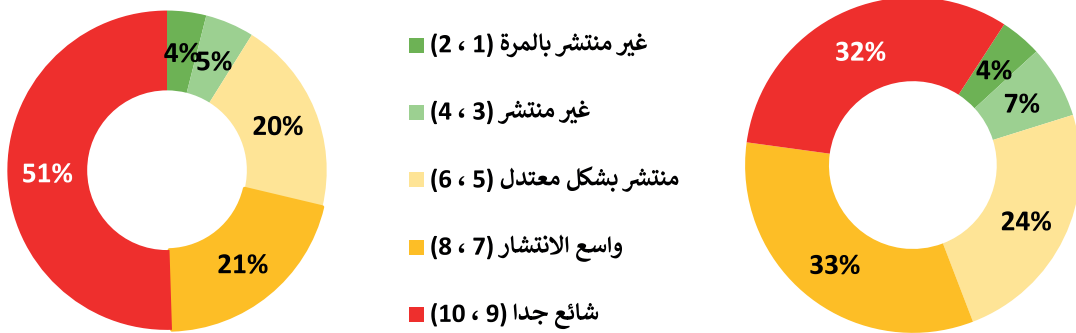 4%
5%
20%
21%
51%
غير منتشر بالمرة (1 ، 2)
غير منتشر (3 ، 4)
منتشر بشكل معتدل (5 ، 6)
واسع الانتشار (7 ، 8)
شائع جدا (9 ، 10)
32%
4%
7%
24%
33%